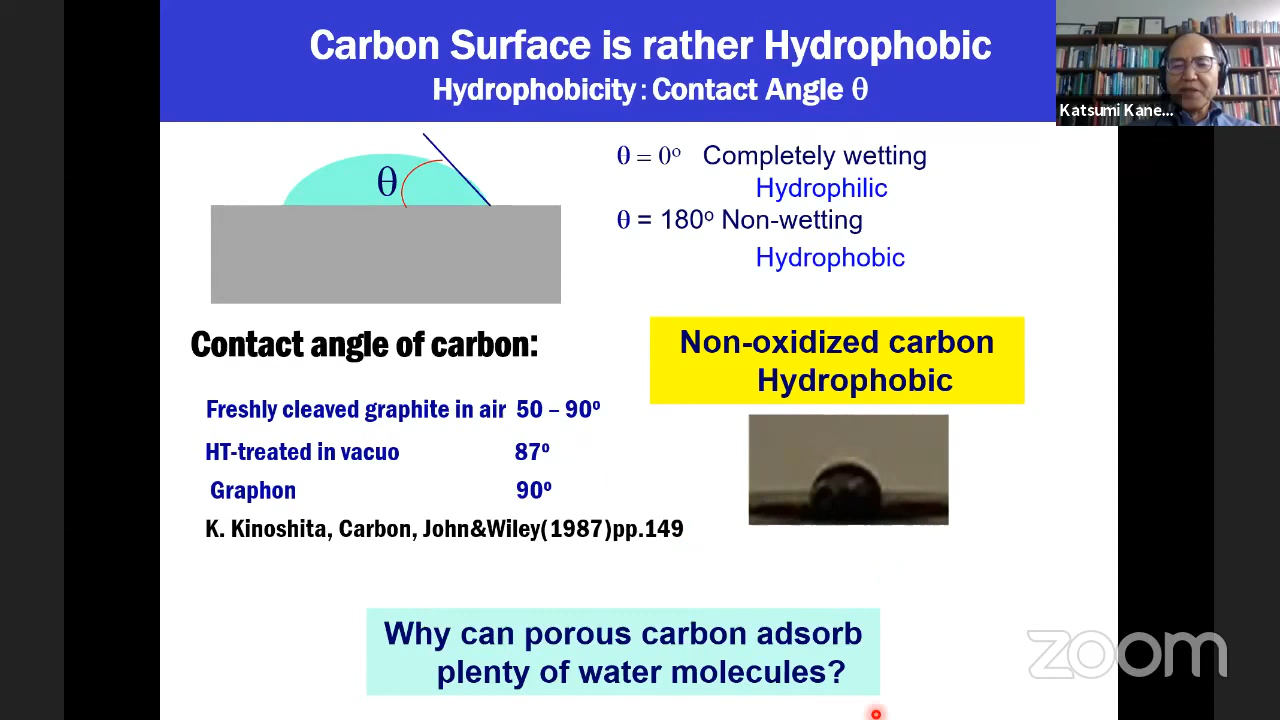 Carbon Surface is rather Hydrophobic
Hydrophobicity : Contact Angle θ
Katsumi Kane...
θ
θ = 0° Completely wetting
Hydrophilic
θ = 180° Non-wetting
Hydrophobic
Contact angle of carbon:
Freshly cleaved graphite in air 50 – 90°
HT-treated in vacuo 87°
Graphon 90°
K. Kinoshita, Carbon, John&Wiley(1987)pp.149
Non-oxidized carbon
Hydrophobic
Why can porous carbon adsorb
plenty of water molecules?
zoom